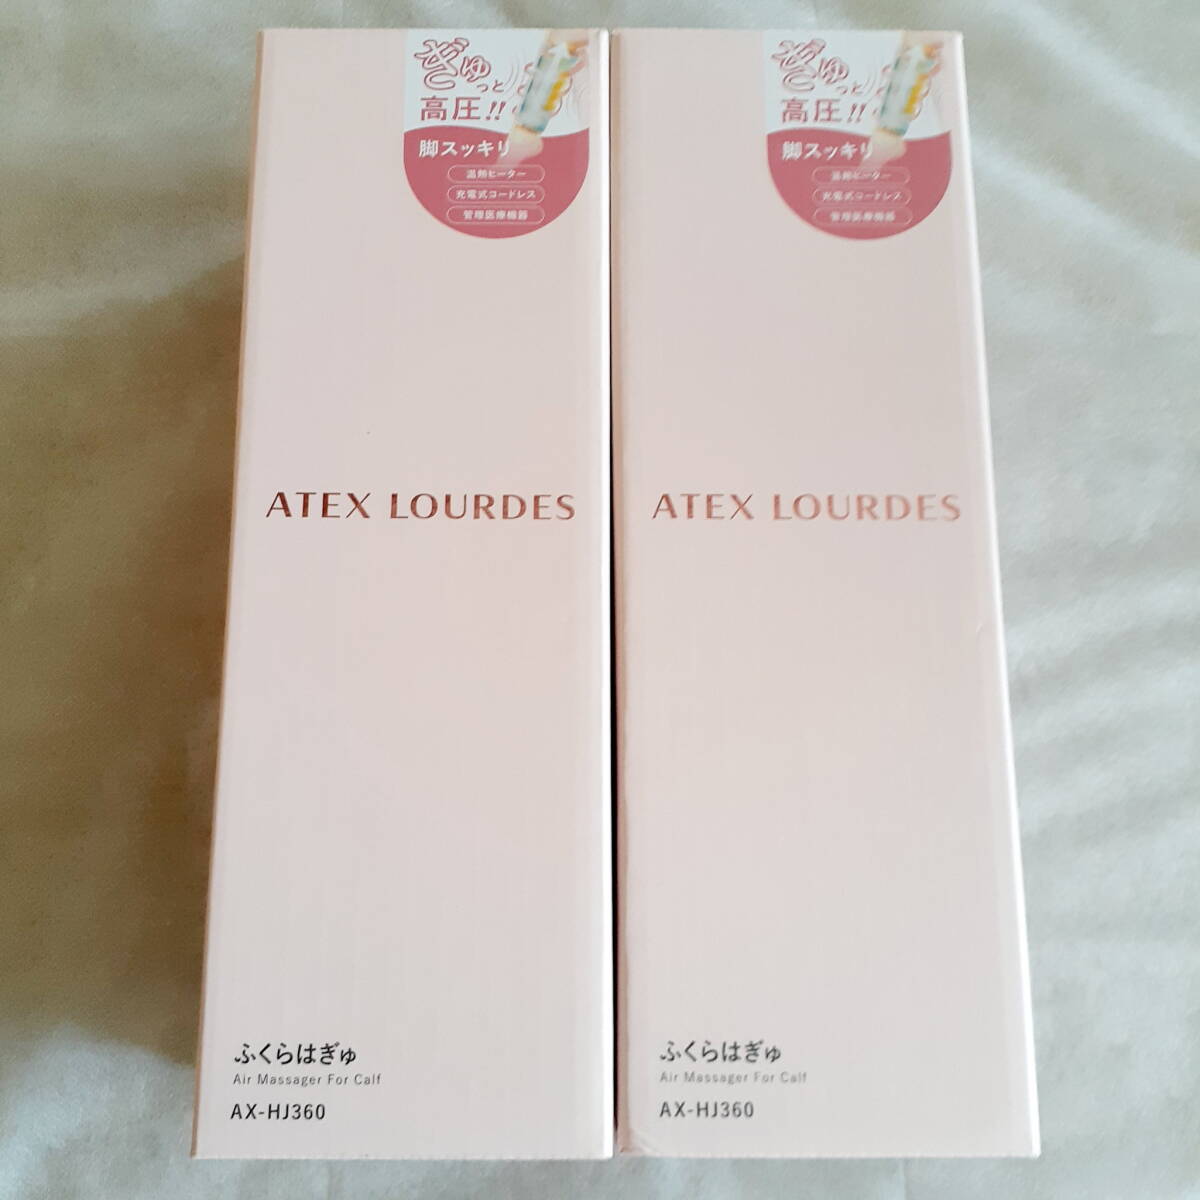 ぎゅっと
高圧!!
脚スッキリ
温熱ヒーター
充電式コードレス
管理医療機器
ATEX LOURDES
ふくらはぎゅ
Air Massager For Calf
AX-HJ360
ぎゅっと
高圧!!
脚スッキリ
温熱ヒーター
充電式コードレス
管理医療機器
ATEX LOURDES
ふくらはぎゅ
Air Massager For Calf
AX-HJ360